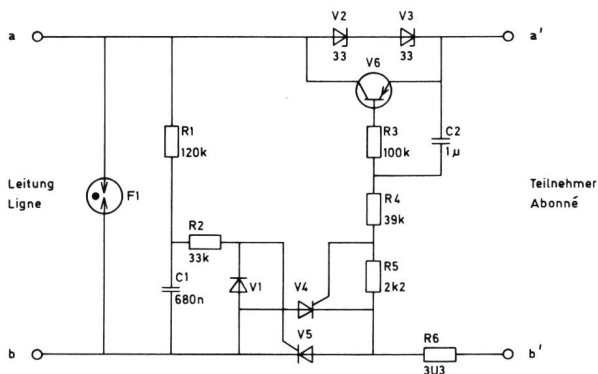 a
V2
V3
a'
33
33
V6
R1
120k
R3
100k
C2
1µ
Leitung
Ligne
F1
R4
39k
Teilnehmer
Abonné
R2
33k
C1
680n
V1
V4
R5
2k2
V5
R6
3U3
b
b'